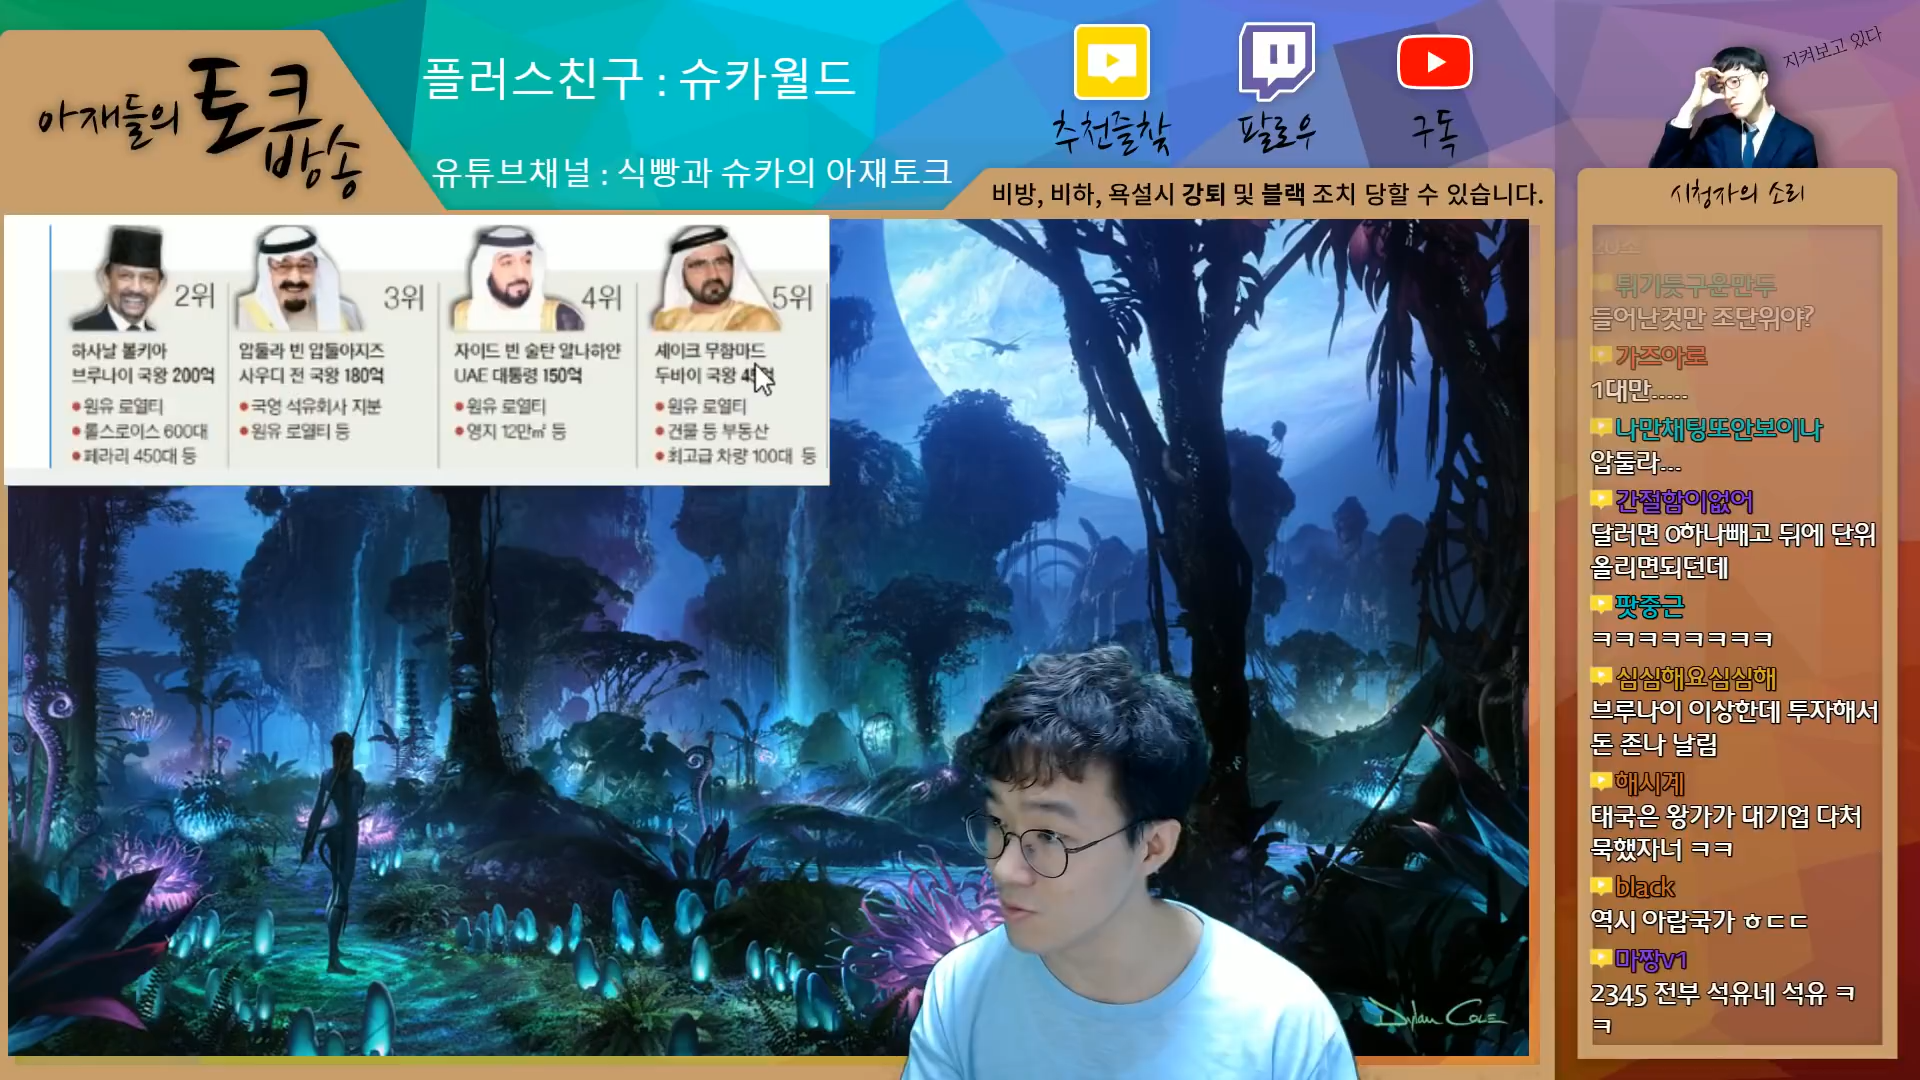 아재들의 토크
방송
플러스친구 : 슈카월드
유튜브채널 : 식빵과 슈카의 아재토크
추천즐찾
팔로우
구독
지켜보고 있다
비방, 비하, 욕설시 강퇴 및 블랙 조치 당할 수 있습니다.
시청자의 소리
2위
하사날 볼키아
브루나이 국왕 200억
●원유 로열티
●롤스로이스 600대
●페라리 450대 등
3위
압둘라 빈 압둘아지즈
사우디 전 국왕 180억
●국영 석유회사 지분
●원유 로열티 등
4위
자이드 빈 술탄 알나하얀
UAE 대통령 150억
●원유 로열티
●영지 12만㎡ 등
5위
셰이크 무함마드
두바이 국왕
●원유 로열티
●건물 등 부동산
●최고급 차량 100대 등
튀기듯구운만두
들어난것만 조단위야?
가즈아로
1대만.....
나만채팅또안보이나
압둘라...
간절함이없어
달러면 0하나빼고 뒤에 단위
올리면되던데
팟중근
ㅋㅋㅋㅋㅋㅋㅋㅋ
심심해요심심해
브루나이 이상한데 투자해서
돈 존나 날림
해시계
태국은 왕가가 대기업 다처
묵했자너 ㅋㅋ
black
역시 아랍국가 ㅎㄷㄷ
마짱v1
2345 전부 석유네 석유 ㅋ
ㅋ
Dylan Cole